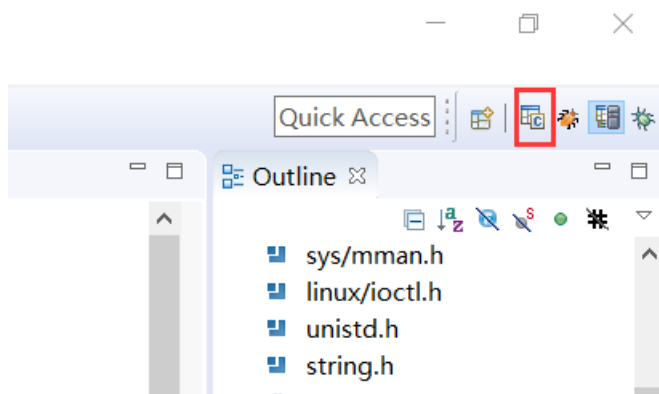 Quick Access
Outline
sys/mman.h
linux/ioctl.h
unistd.h
string.h